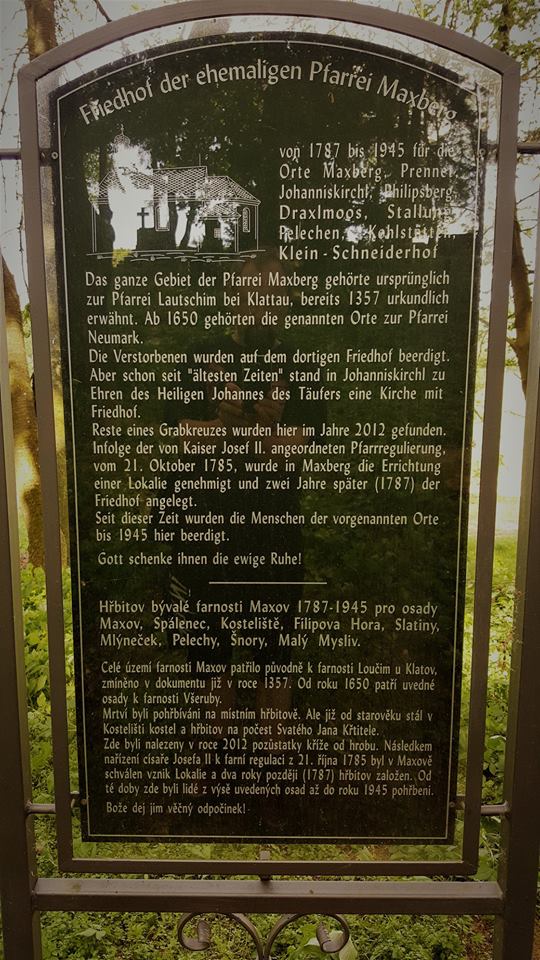 Friedhof der ehemaligen Pfarrei Maxberg
von 1787 bis 1945 für die
Orte Maxberg, Prennet
Johanniskirchl, Philipsberg
Draxlmoos, Stallung
Pelechen, Kohlstätten
Klein - Schneiderhof
Das ganze Gebiet der Pfarrei Maxberg gehörte ursprünglich
zur Pfarrei Lautschim bei Klattau, bereits 1357 urkundlich
erwähnt. Ab 1650 gehörten die genannten Orte zur Pfarrei
Neumark.
Die Verstorbenen wurden auf dem dortigen Friedhof beerdigt.
Aber schon seit "ältesten Zeiten" stand in Johanniskirchl zu
Ehren des Heiligen Johannes des Täufers eine Kirche mit
Friedhof.
Reste eines Grabkreuzes wurden hier im Jahre 2012 gefunden.
Infolge der von Kaiser Josef II. angeordneten Pfarrregulierung,
vom 21. Oktober 1785, wurde in Maxberg die Errichtung
einer Lokalie genehmigt und zwei Jahre später (1787) der
Friedhof angelegt.
Seit dieser Zeit wurden die Menschen der vorgenannten Orte
bis 1945 hier beerdigt.
Gott schenke ihnen die ewige Ruhe!
Hřbitov bývalé farnosti Maxov 1787-1945 pro osady
Maxov, Spálenec, Kosteliště, Filipova Hora, Slatiny,
Mlýneček, Pelechy, Šnory, Malý Mysliv.
Celé území farnosti Maxov patřilo původně k farnosti Loučim u Klatov,
zmíněno v dokumentu již v roce 1357. Od roku 1650 patří uvedné
osady k farnosti Všeruby.
Mrtví byli pohřbíváni na místním hřbitově. Ale již od starověku stál v
Kostelišti kostel a hřbitov na počest Svatého Jana Křtitele.
Zde byli nalezeny v roce 2012 pozůstatky kříže od hrobu. Následkem
nařízení císaře Josefa II k farní regulaci z 21. října 1785 byl v Maxově
schválen vznik Lokalie a dva roky později (1787) hřbitov založen. Od
té doby zde byli lidé z výše uvedených osad až do roku 1945 pohřbeni.
Bože dej jim věčný odpočinek!